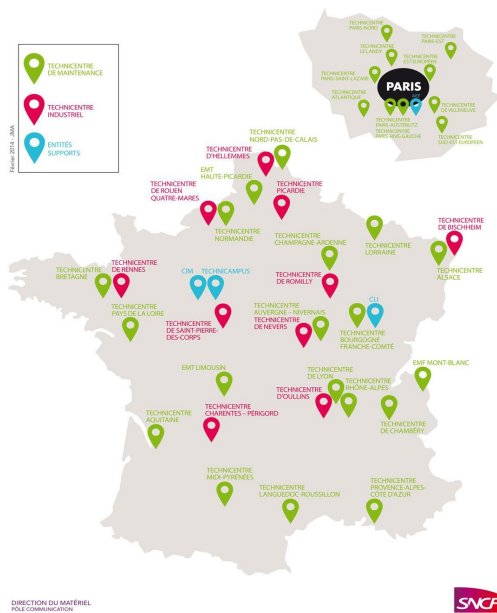 TECHNICENTRE
DE MAINTENANCE
TECHNICENTRE
INDUSTRIEL
ENTITÉS
SUPPORTS
Février 2014 - JMA
TECHNICENTRE
PARIS-NORD
TECHNICENTRE
PARIS-EST
TECHNICENTRE
LE LANDY
TECHNICENTRE
EST EUROPÉEN
TECHNICENTRE
PARIS-SAINT-LAZARE
PARIS
AEF
TECHNICENTRE
ATLANTIQUE
TECHNICENTRE
DE VILLENEUVE
TECHNICENTRE
PARIS-AUSTERLITZ
TECHNICENTRE
PARIS-RIVE-GAUCHE
TECHNICENTRE
SUD-EST EUROPÉEN
TECHNICENTRE
NORD-PAS-DE-CALAIS
TECHNICENTRE
D'HELLEMMES
EMT
HAUTE-PICARDIE
TECHNICENTRE
DE ROUEN
QUATRE-MARES
TECHNICENTRE
PICARDIE
TECHNICENTRE
NORMANDIE
TECHNICENTRE
CHAMPAGNE-ARDENNE
TECHNICENTRE
LORRAINE
TECHNICENTRE
DE BISCHHEIM
TECHNICENTRE
ALSACE
TECHNICENTRE
BRETAGNE
TECHNICENTRE
DE RENNES
CIM
TECHNICAMPUS
TECHNICENTRE
DE ROMILLY
TECHNICENTRE
PAYS DE LA LOIRE
TECHNICENTRE
DE SAINT-PIERRE-
DES-CORPS
TECHNICENTRE
AUVERGNE – NIVERNAIS
TECHNICENTRE
DE NEVERS
CLI
TECHNICENTRE
BOURGOGNE
FRANCHE-COMTÉ
EMT LIMOUSIN
TECHNICENTRE
DE LYON
TECHNICENTRE
RHÔNE-ALPES
EMF MONT-BLANC
TECHNICENTRE
D'OULLINS
TECHNICENTRE
DE CHAMBÉRY
TECHNICENTRE
AQUITAINE
TECHNICENTRE
CHARENTES – PÉRIGORD
TECHNICENTRE
MIDI-PYRÉNÉES
TECHNICENTRE
LANGUEDOC-ROUSSILLON
TECHNICENTRE
PROVENCE-ALPES-
CÔTE D'AZUR
DIRECTION DU MATÉRIEL
PÔLE COMMUNICATION
SNCF